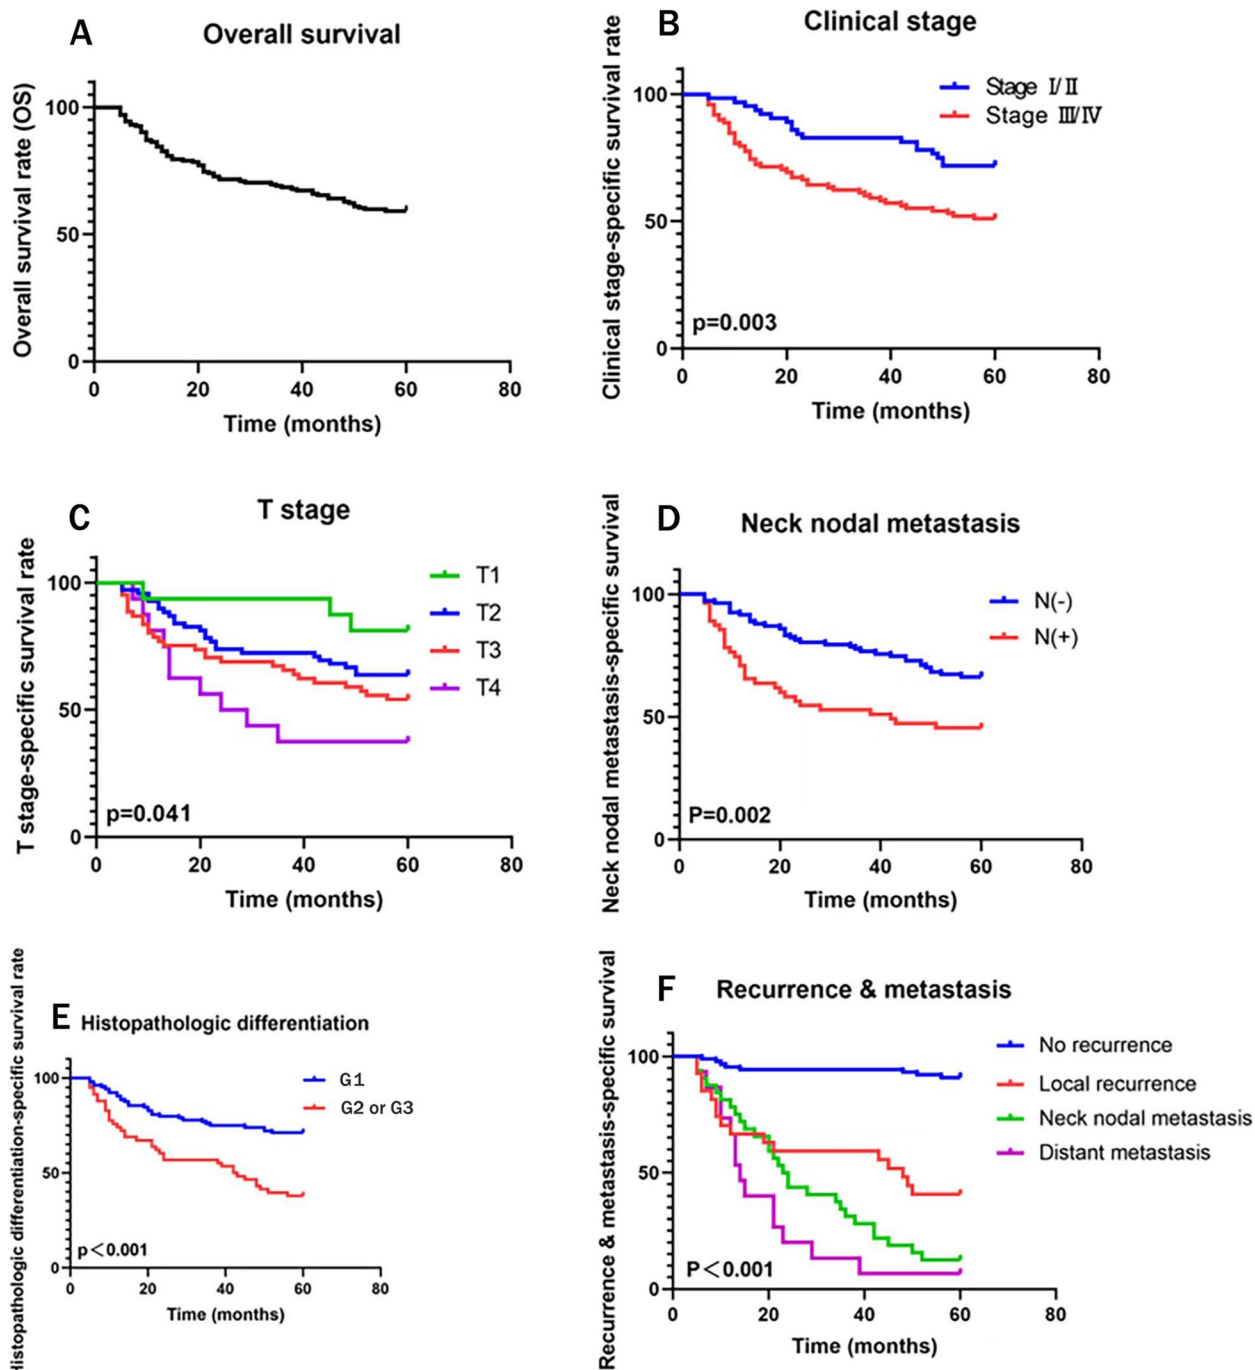 A
Overall survival
Overall survival rate (OS)
100
50
0
0 20 40 60 80
Time (months)
B
Clinical stage
Clinical stage-specific survival rate
Stage Ⅰ/Ⅱ
Stage Ⅲ/Ⅳ
100
50
0
p=0.003
0 20 40 60 80
Time (months)
C
T stage
T stage-specific survival rate
T1
T2
T3
T4
100
50
0
p=0.041
0 20 40 60 80
Time (months)
D
Neck nodal metastasis
Neck nodal metastasis-specific survival
N(-)
N(+)
100
50
0
P=0.002
0 20 40 60 80
Time (months)
E
Histopathologic differentiation
Histopathologic differentiation-specific survival rate
G1
G2 or G3
100
50
0
p<0.001
0 20 40 60 80
Time (months)
F
Recurrence & metastasis
Recurrence & metastasis-specific survival
No recurrence
Local recurrence
Neck nodal metastasis
Distant metastasis
100
50
0
P<0.001
0 20 40 60 80
Time (months)